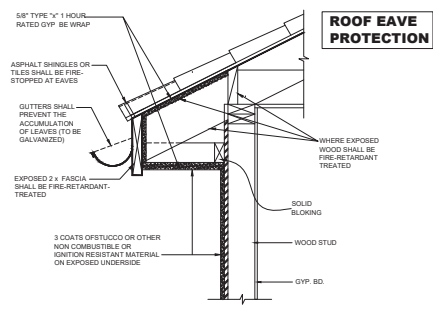 ROOF EAVE
PROTECTION
5/8" TYPE "x" 1 HOUR
RATED GYP BE WRAP
ASPHALT SHINGLES OR
TILES SHALL BE FIRE-
STOPPED AT EAVES
GUTTERS SHALL
PREVENT THE
ACCUMULATION
OF LEAVES (TO BE
GALVANIZED)
WHERE EXPOSED
WOOD SHALL BE
FIRE-RETARDANT
TREATED
EXPOSED 2 x FASCIA
SHALL BE FIRE-RETARDANT-
TREATED
SOLID
BLOKING
3 COATS OFSTUCCO OR OTHER
NON COMBUSTIBLE OR
IGNITION RESISTANT MATERIAL
ON EXPOSED UNDERSIDE
WOOD STUD
GYP. BD.